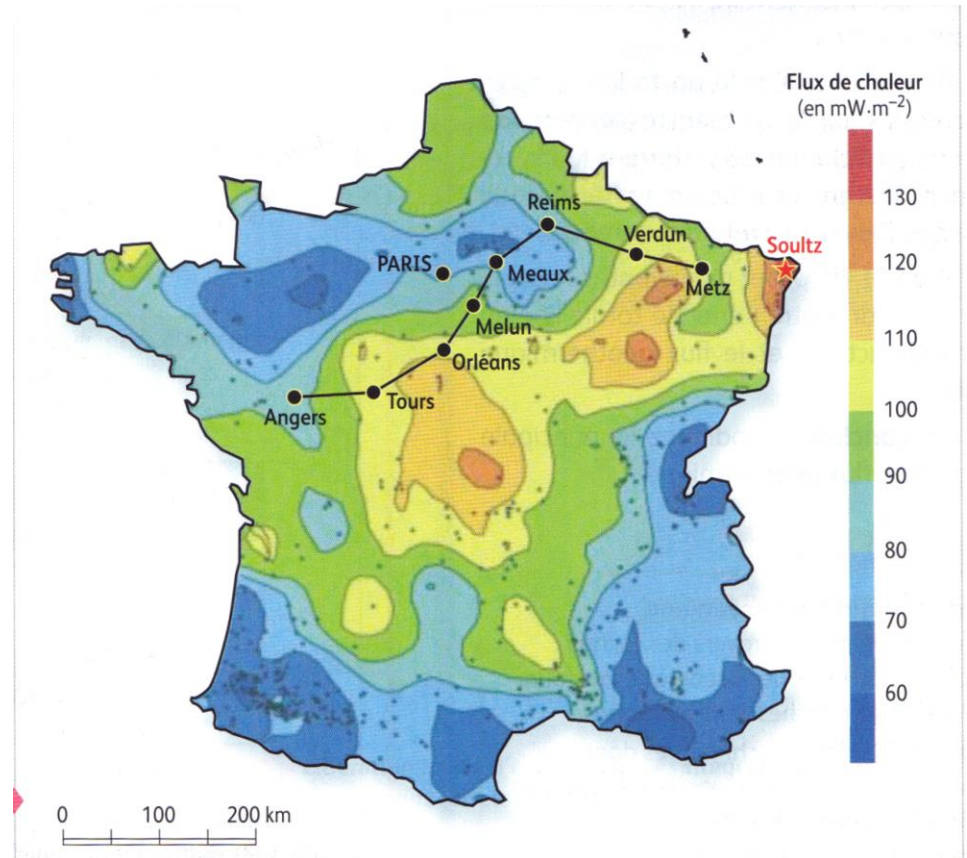 Flux de chaleur
(en mW.m⁻²)
130
120
110
100
90
80
70
60
Reims
Verdun
Soultz
PARIS
Meaux
Metz
Melun
Orléans
Angers
Tours
0 100 200 km